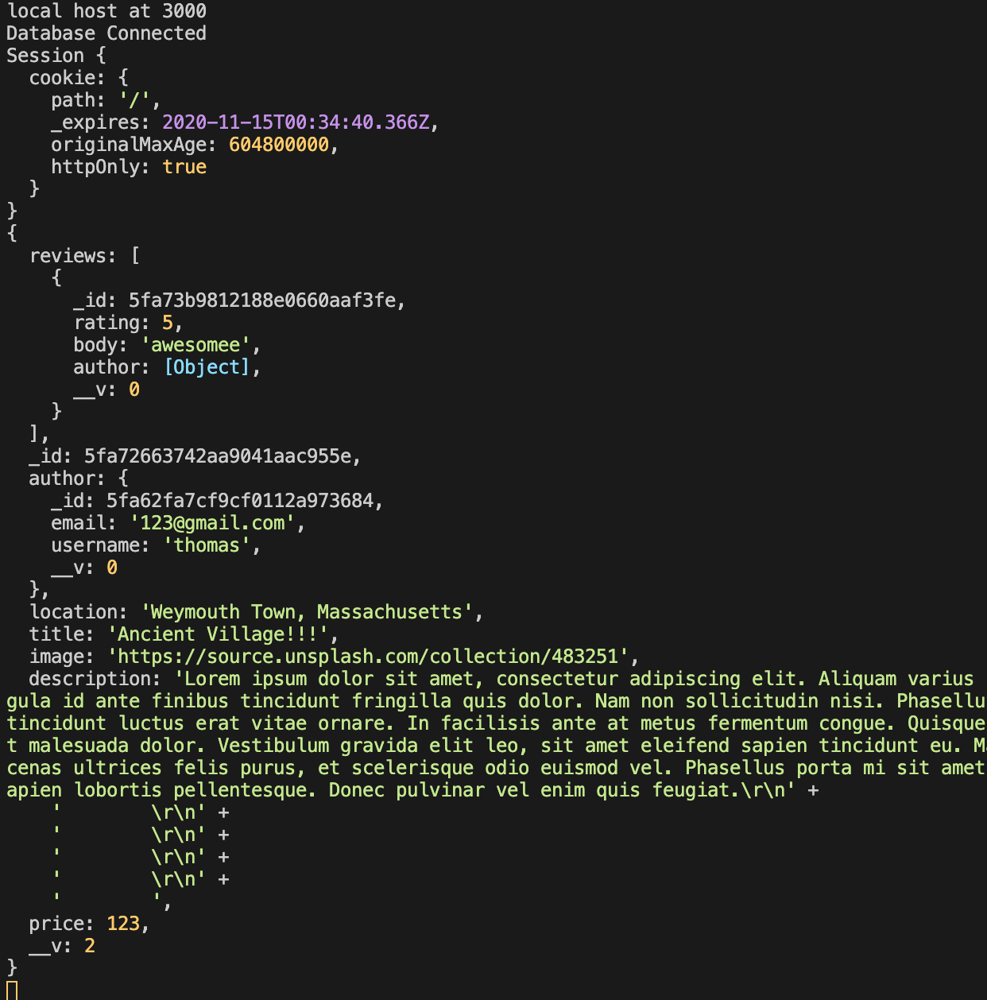 local host at 3000
Database Connected
Session {
  cookie: {
    path: '/',
    _expires: 2020-11-15T00:34:40.366Z,
    originalMaxAge: 604800000,
    httpOnly: true
  }
}
{
  reviews: [
    {
      _id: 5fa73b9812188e0660aaf3fe,
      rating: 5,
      body: 'awesomee',
      author: [Object],
      __v: 0
    }
  ],
  _id: 5fa72663742aa9041aac955e,
  author: {
    _id: 5fa62fa7cf9cf0112a973684,
    email: '123@gmail.com',
    username: 'thomas',
    __v: 0
  },
  location: 'Weymouth Town, Massachusetts',
  title: 'Ancient Village!!!',
  image: 'https://source.unsplash.com/collection/483251',
  description: 'Lorem ipsum dolor sit amet, consectetur adipiscing elit. Aliquam varius
gula id ante finibus tincidunt fringilla quis dolor. Nam non sollicitudin nisi. Phasellu
tincidunt luctus erat vitae ornare. In facilisis ante at metus fermentum congue. Quisque
t malesuada dolor. Vestibulum gravida elit leo, sit amet eleifend sapien tincidunt eu. Ma
cenas ultrices felis purus, et scelerisque odio euismod vel. Phasellus porta mi sit amet
apien lobortis pellentesque. Donec pulvinar vel enim quis feugiat.\r\n' +
    '        \r\n' +
    '        \r\n' +
    '        \r\n' +
    '        \r\n' +
    '        ',
  price: 123,
  __v: 2
}